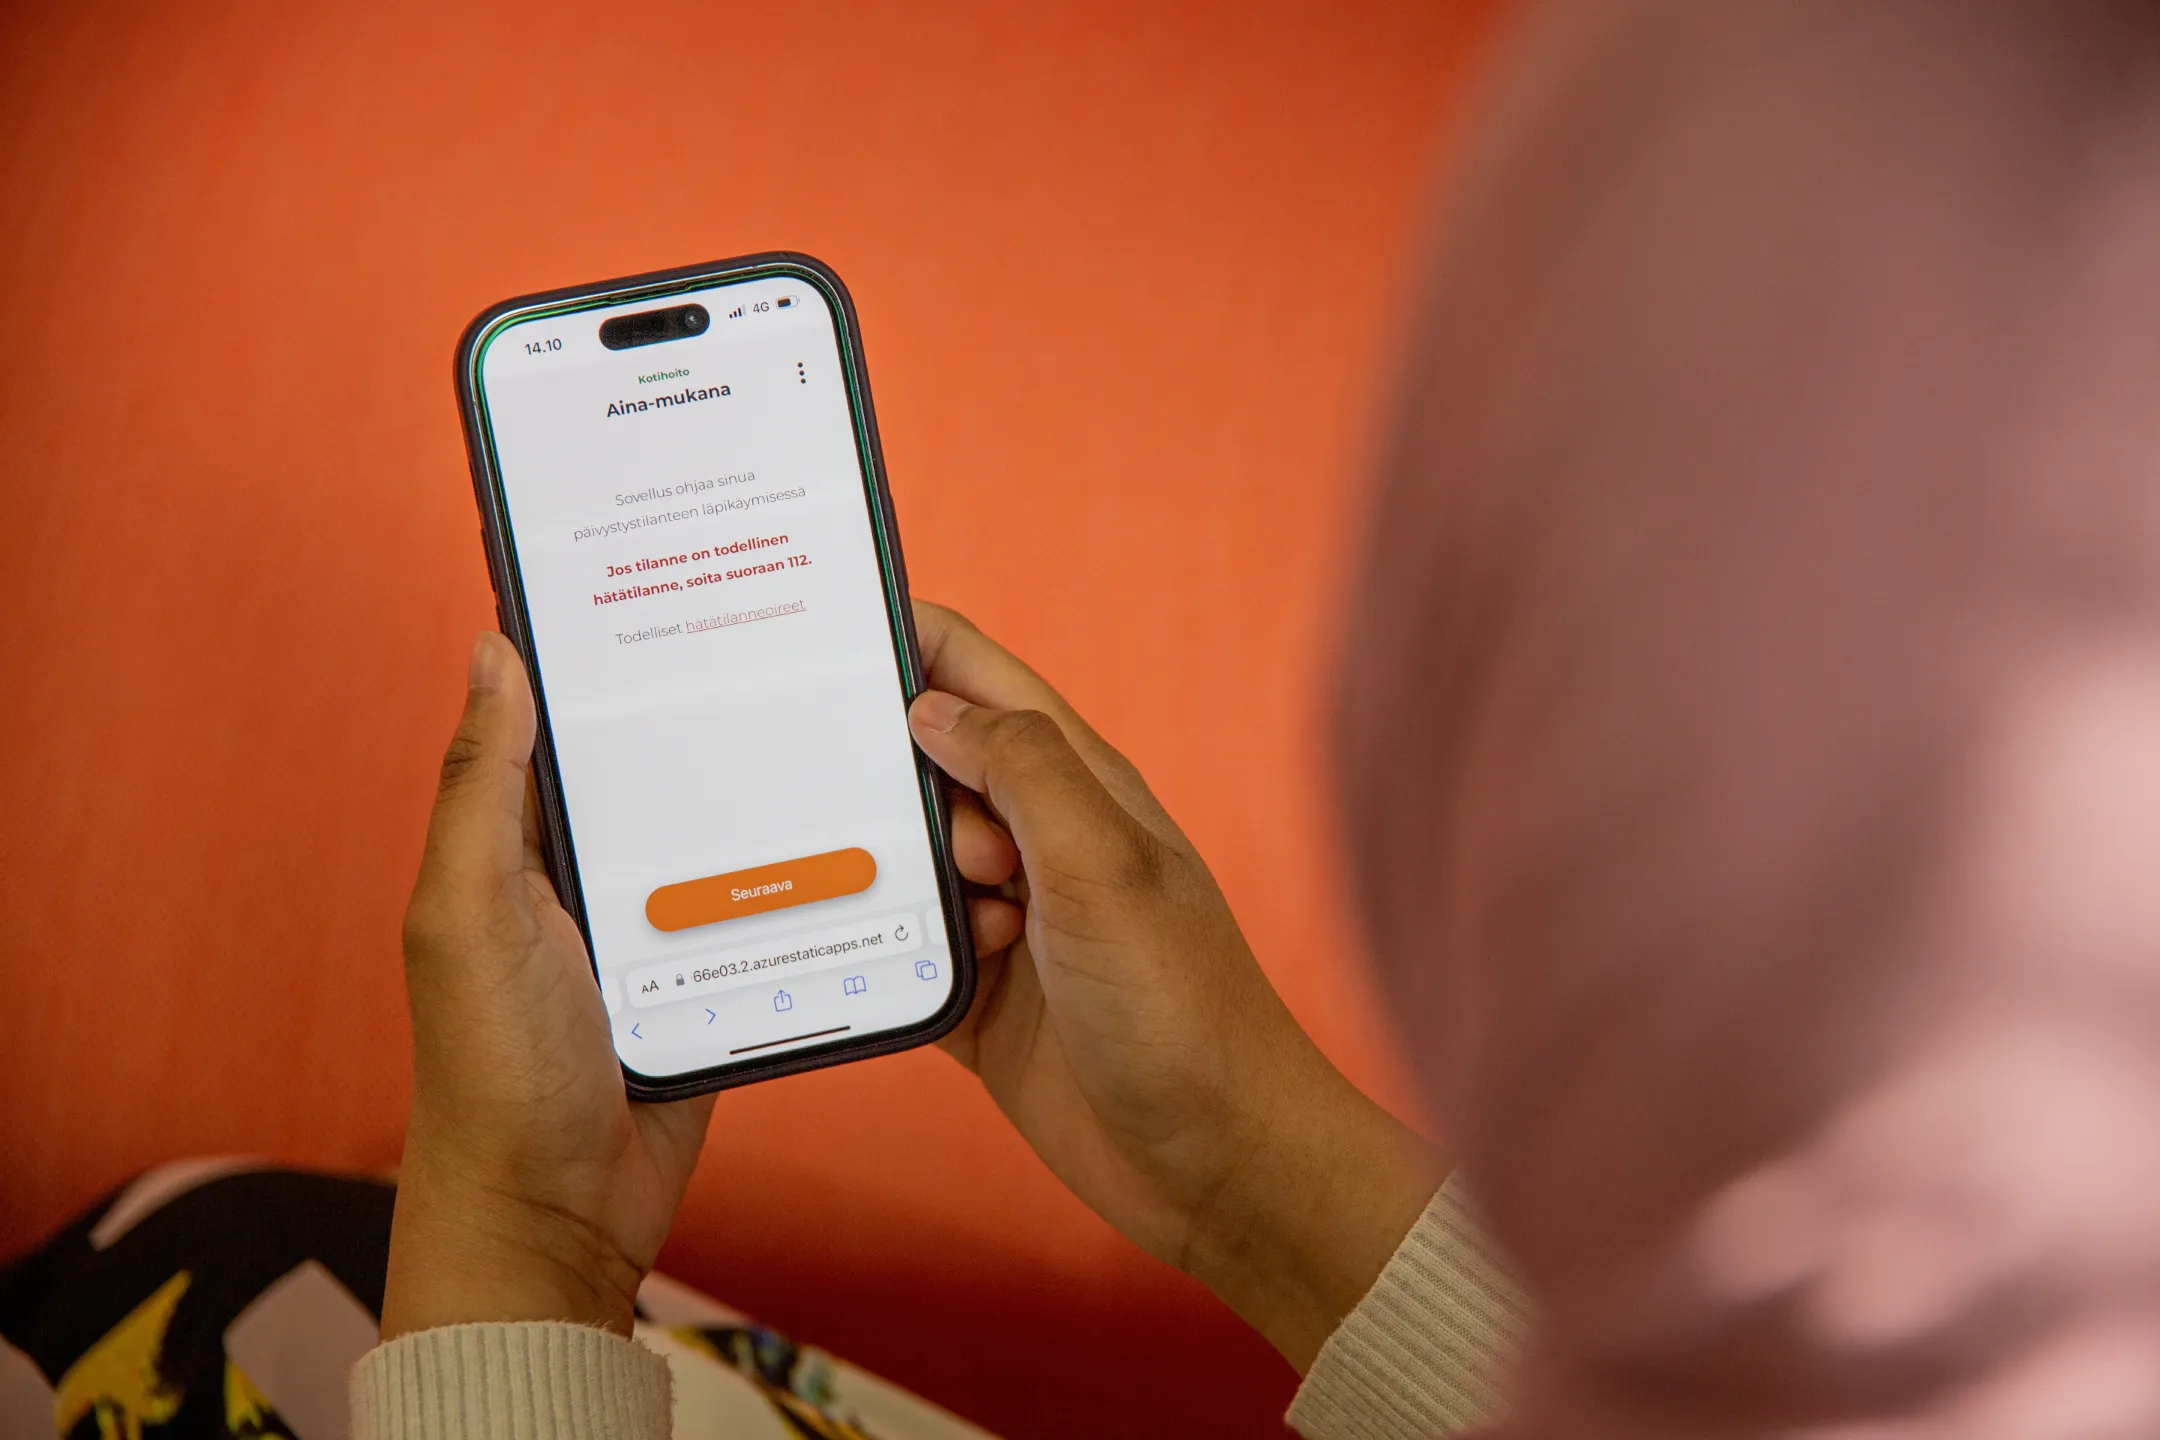 14.10
4G
Kotihoito
Aina-mukana
Sovellus ohjaa sinua
päivystystilanteen läpikäymisessä
Jos tilanne on todellinen
hätätilanne, soita suoraan 112.
Todelliset hätätilanneoireet
Seuraava
AA 66e03.2.azurestaticapps.net